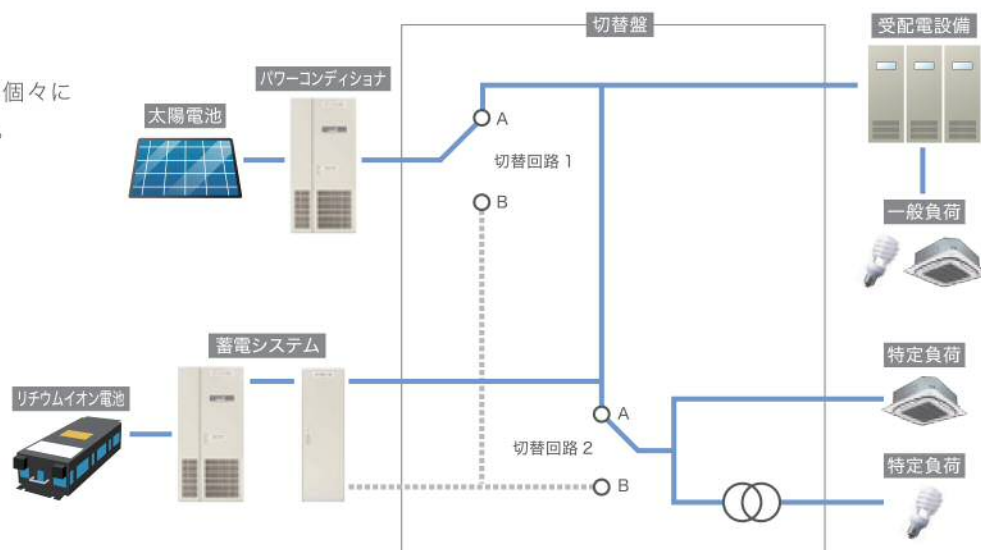 個々に
切替盤
受配電設備
パワーコンディショナ
太陽電池
A
切替回路 1
B
一般負荷
蓄電システム
特定負荷
リチウムイオン電池
A
切替回路 2
特定負荷
B